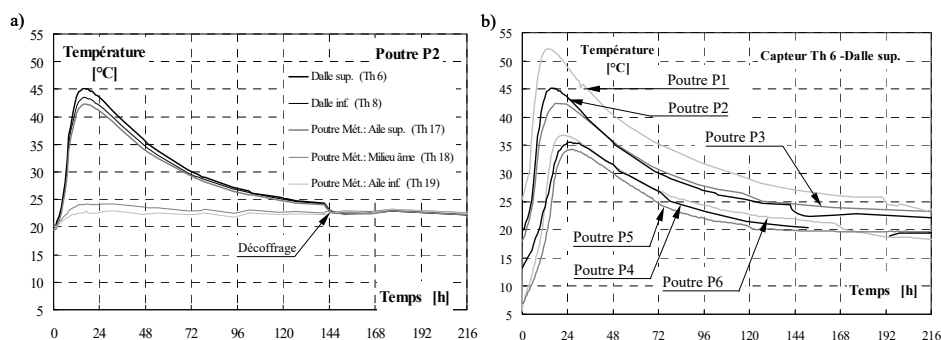 a)
55
50
45
40
35
30
25
20
15
10
5
Température
[°C]
Poutre P2
Dalle sup. (Th 6)
Dalle inf. (Th 8)
Poutre Mét.: Aile sup. (Th 17)
Poutre Mét.: Milieu âme (Th 18)
Poutre Mét.: Aile inf. (Th 19)
Décoffrage
Temps [h]
0 24 48 72 96 120 144 168 192 216
b)
55
50
45
40
35
30
25
20
15
10
5
Température
[°C]
Capteur Th 6 -Dalle sup.
Poutre P1
Poutre P2
Poutre P3
Poutre P5
Poutre P4
Poutre P6
Temps [h]
0 24 48 72 96 120 144 168 192 216